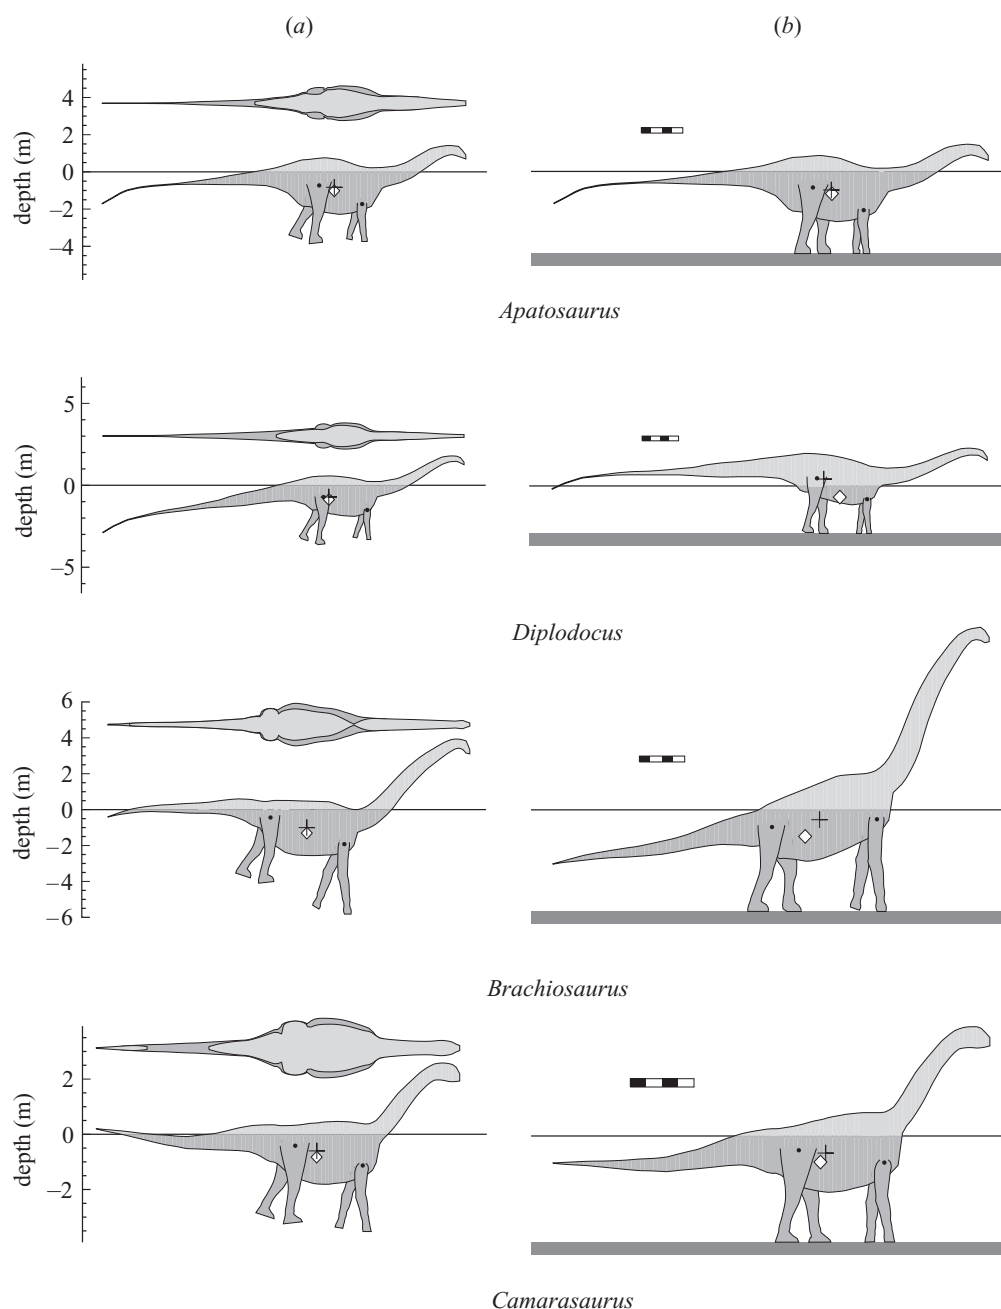 (a)
(b)
depth (m)
4
2
0
−2
−4
Apatosaurus
depth (m)
5
0
−5
Diplodocus
depth (m)
6
4
2
0
−2
−4
−6
Brachiosaurus
depth (m)
2
0
−2
Camarasaurus